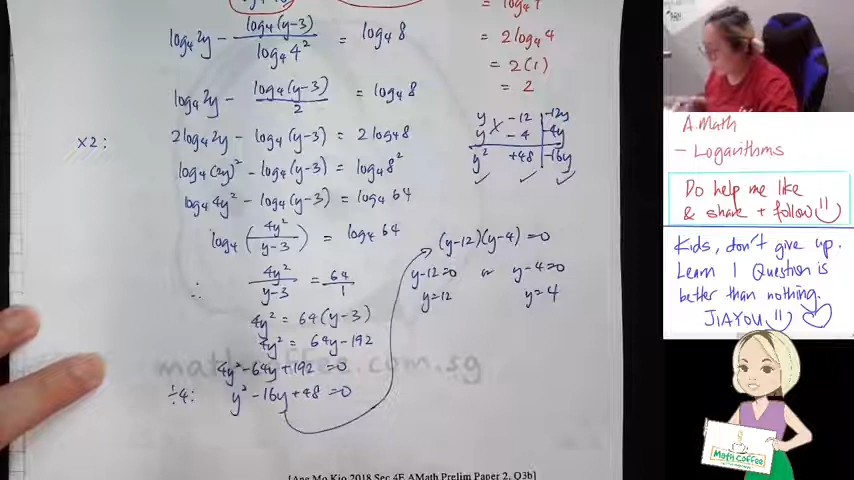 log₄ 2y - log₄(y-3) / log₄ 4² = log₄ 8
log₄ 2y - log₄(y-3) / 2 = log₄ 8
×2: 2log₄ 2y - log₄(y-3) = 2log₄ 8
log₄ (2y)² - log₄(y-3) = log₄ 8²
log₄ 4y² - log₄(y-3) = log₄ 64
log₄ (4y² / y-3) = log₄ 64
∴ 4y² / y-3 = 64 / 1
4y² = 64(y-3)
4y² = 64y-192
4y²-64y+192 =0
÷4: y² -16y+48 =0
= 2log₄ 4
= 2(1)
= 2
y -12 -12y
y -4 -4y
y² +48 -16y
(y-12)(y-4) =0
y-12=0 or y-4=0
y=12 y=4
mathcoffee.com.sg
[Ang Mo Kio 2018 Sec 4E AMath Prelim Paper 2, Q3b]
A.Math
- Logarithms
Do help me like
& share + follow
Kids, don't give up.
Learn 1 Question is
better than nothing.
JIAYOU
Math Coffee